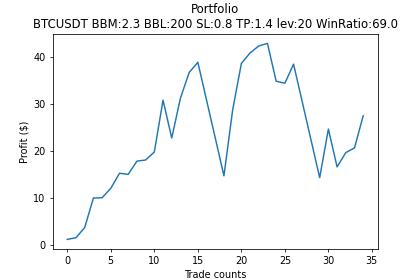 Portfolio
BTCUSDT BBM:2.3 BBL:200 SL:0.8 TP:1.4 lev:20 WinRatio:69.0
40
30
20
10
0
Profit ($)
0 5 10 15 20 25 30 35
Trade counts